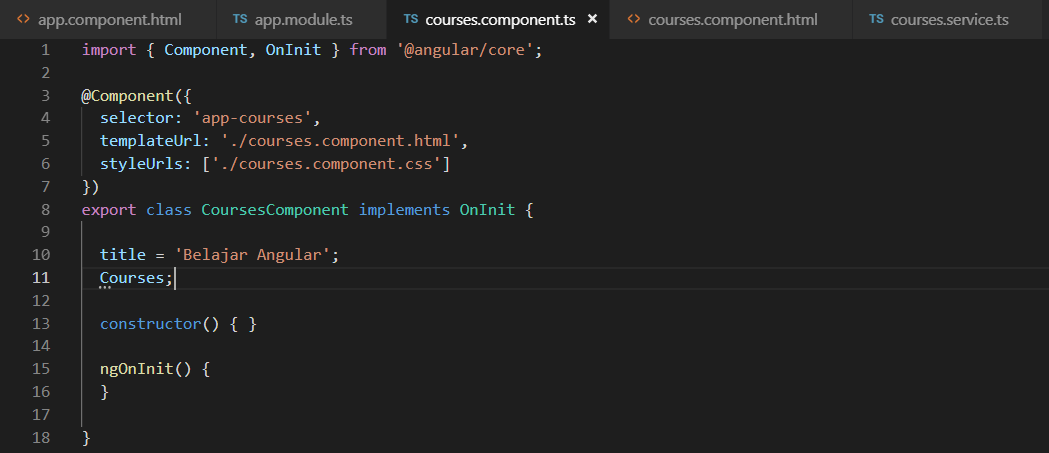 app.component.html TS app.module.ts TS courses.component.ts × courses.component.html TS courses.service.ts
1 import { Component, OnInit } from '@angular/core';
2
3 @Component({
4 selector: 'app-courses',
5 templateUrl: './courses.component.html',
6 styleUrls: ['./courses.component.css']
7 })
8 export class CoursesComponent implements OnInit {
9
10 title = 'Belajar Angular';
11 Courses;
12
13 constructor() { }
14
15 ngOnInit() {
16 }
17
18 }